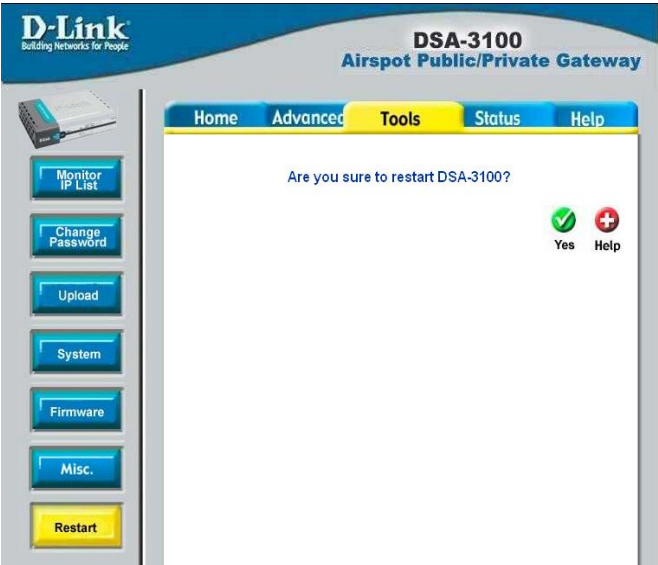 D-Link
Building Networks for People
DSA-3100
Airspot Public/Private Gateway
Home Advanced Tools Status Help
Monitor
IP List
Change
Password
Upload
System
Firmware
Misc.
Restart
Are you sure to restart DSA-3100?
Yes Help